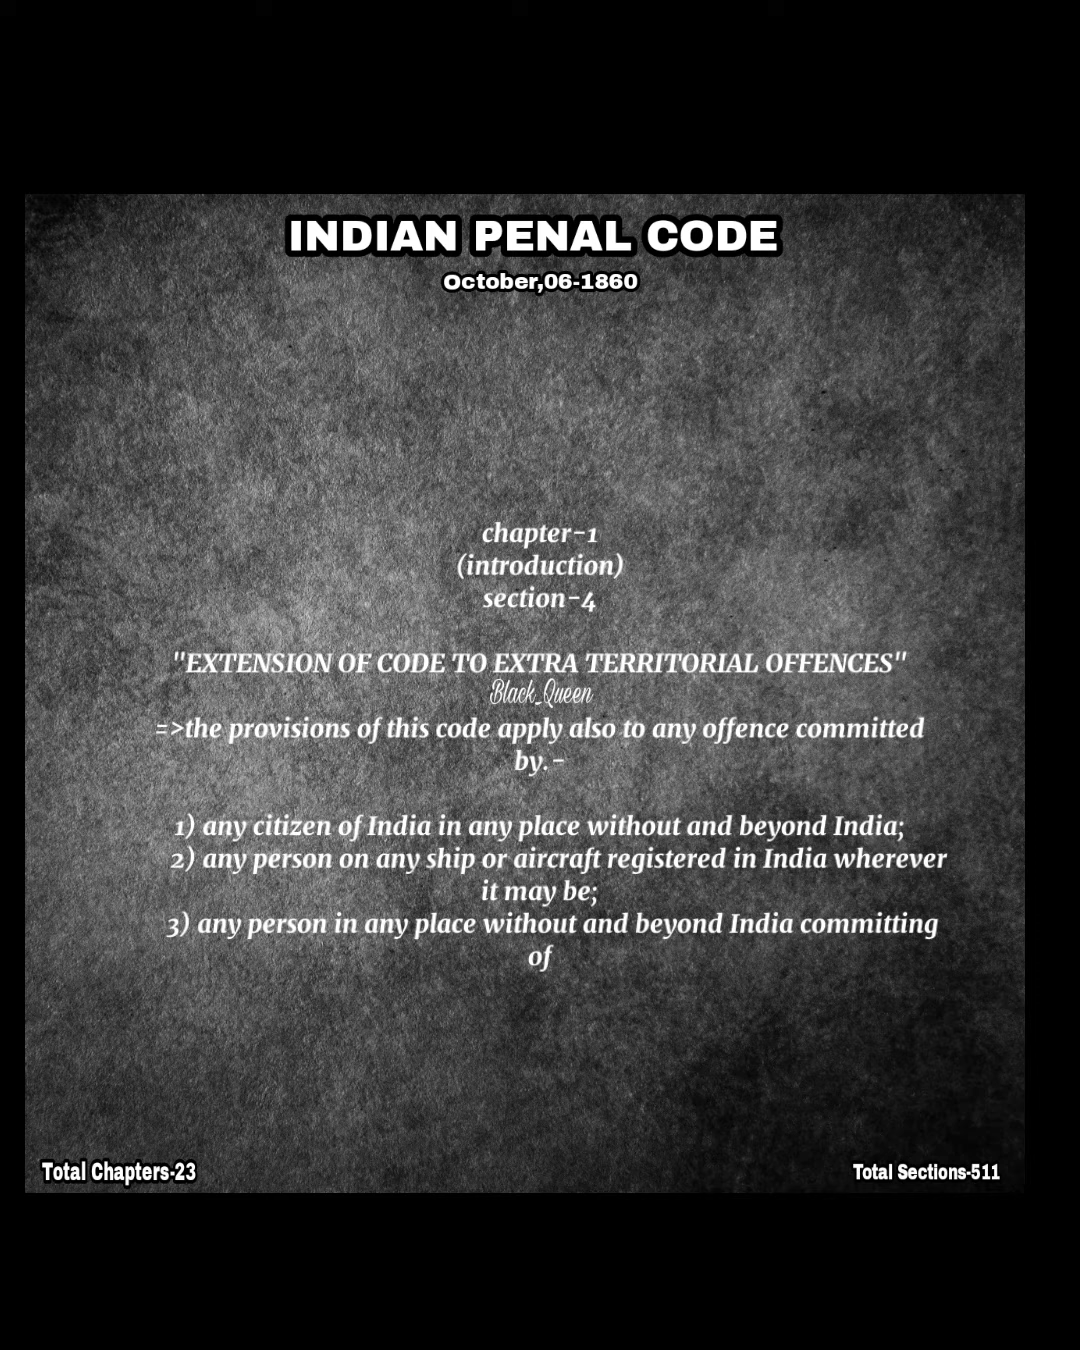 INDIAN PENAL CODE
October,06-1860
chapter-1
(introduction)
section-4
"EXTENSION OF CODE TO EXTRA TERRITORIAL OFFENCES"
Black_Queen
=>the provisions of this code apply also to any offence committed
by.-
1) any citizen of India in any place without and beyond India;
2) any person on any ship or aircraft registered in India wherever
it may be;
3) any person in any place without and beyond India committing
of
Total Chapters-23
Total Sections-511